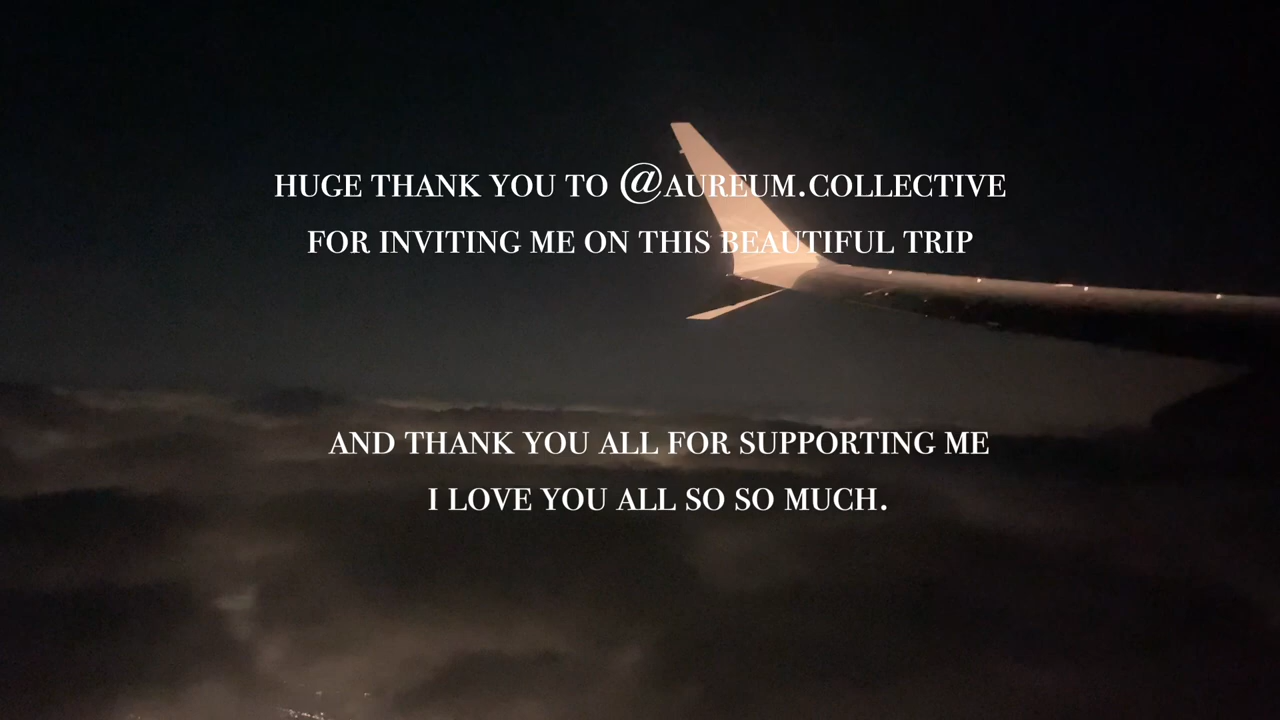 HUGE THANK YOU TO @AUREUM.COLLECTIVE
FOR INVITING ME ON THIS BEAUTIFUL TRIP
AND THANK YOU ALL FOR SUPPORTING ME
I LOVE YOU ALL SO SO MUCH.